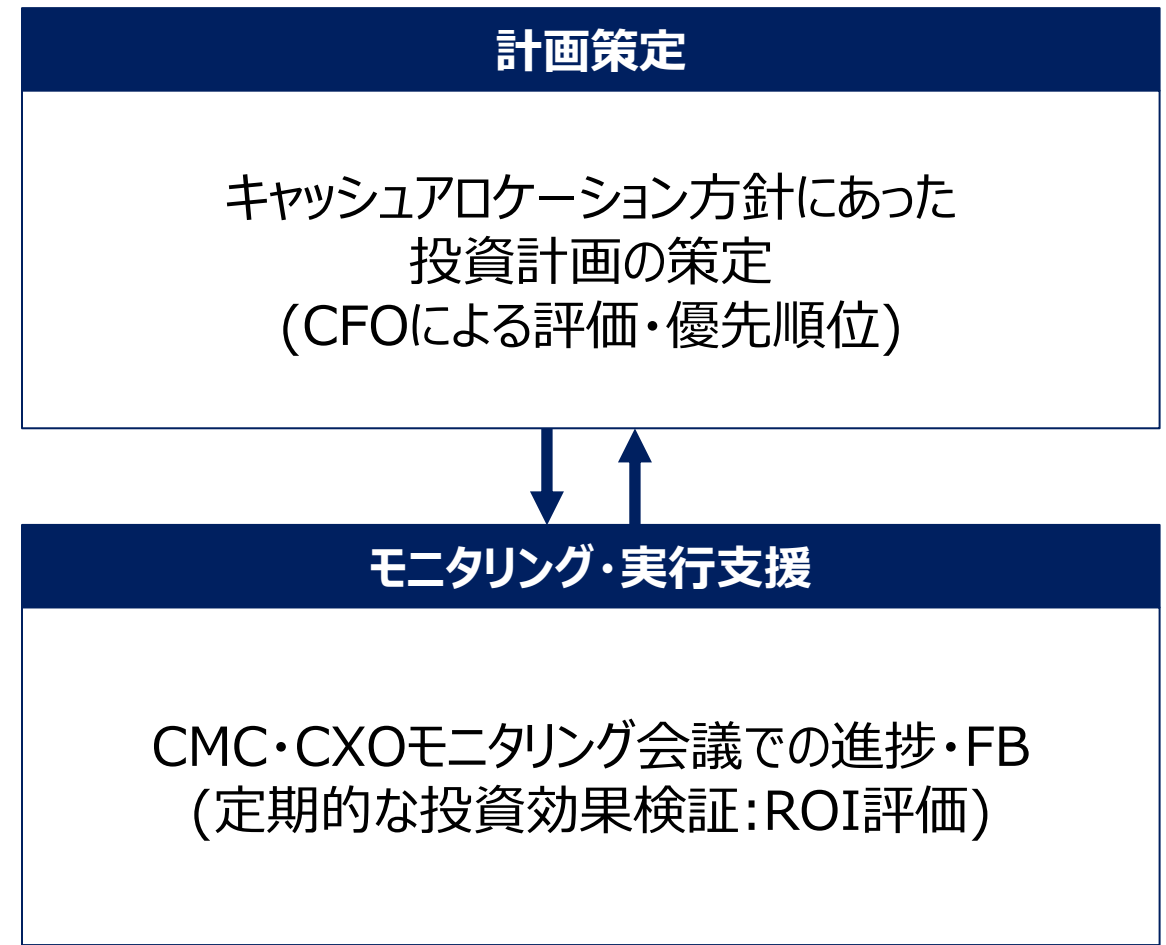 計画策定
キャッシュアロケーション方針にあった
投資計画の策定
(CFOによる評価・優先順位)
モニタリング・実行支援
CMC・CXOモニタリング会議での進捗・FB
(定期的な投資効果検証:ROI評価)